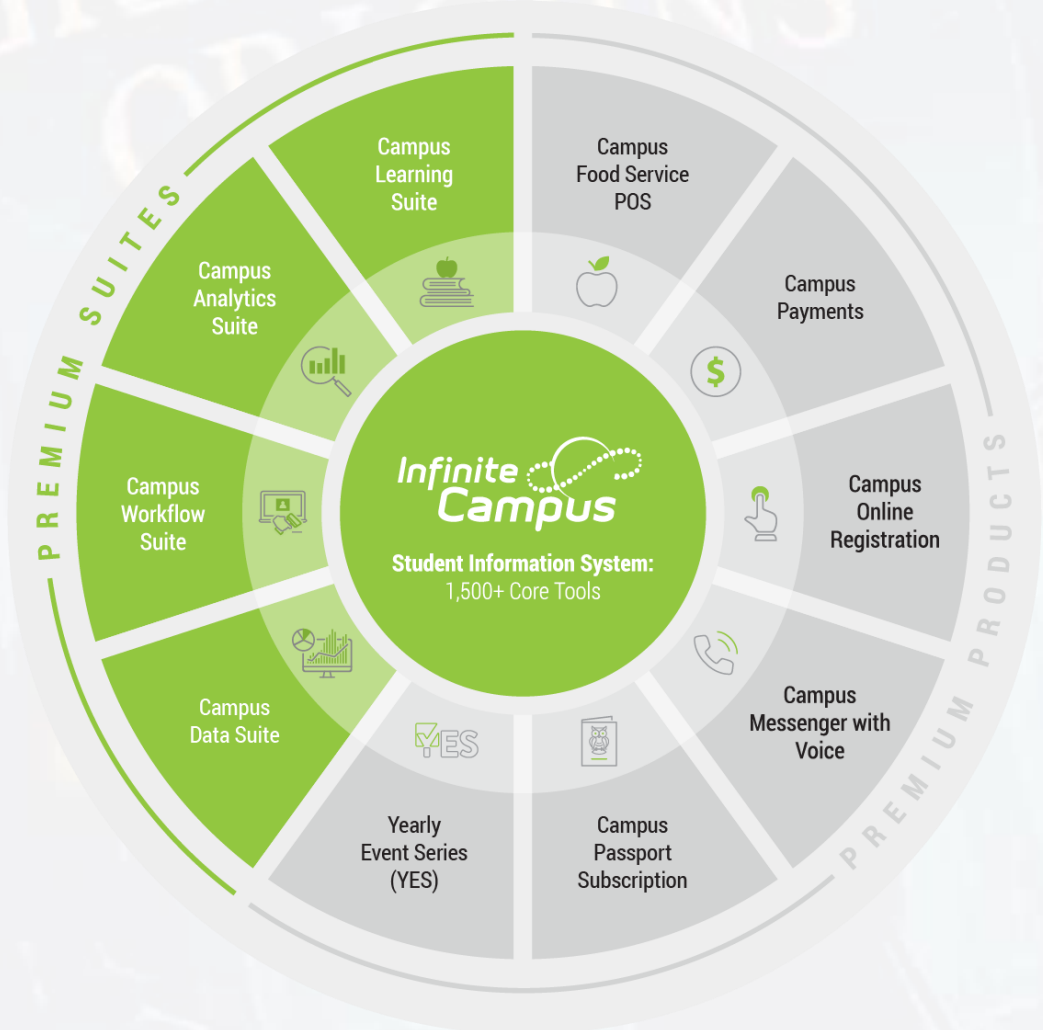 PREMIUM SUITES
Campus
Learning
Suite
Campus
Analytics
Suite
Campus
Workflow
Suite
Campus
Data Suite
Campus
Food Service
POS
Campus
Payments
Campus
Online
Registration
Campus
Messenger with
Voice
Campus
Passport
Subscription
Yearly
Event Series
(YES)
YES
$
PREMIUM PRODUCTS
Infinite
Campus
Student Information System:
1,500+ Core Tools